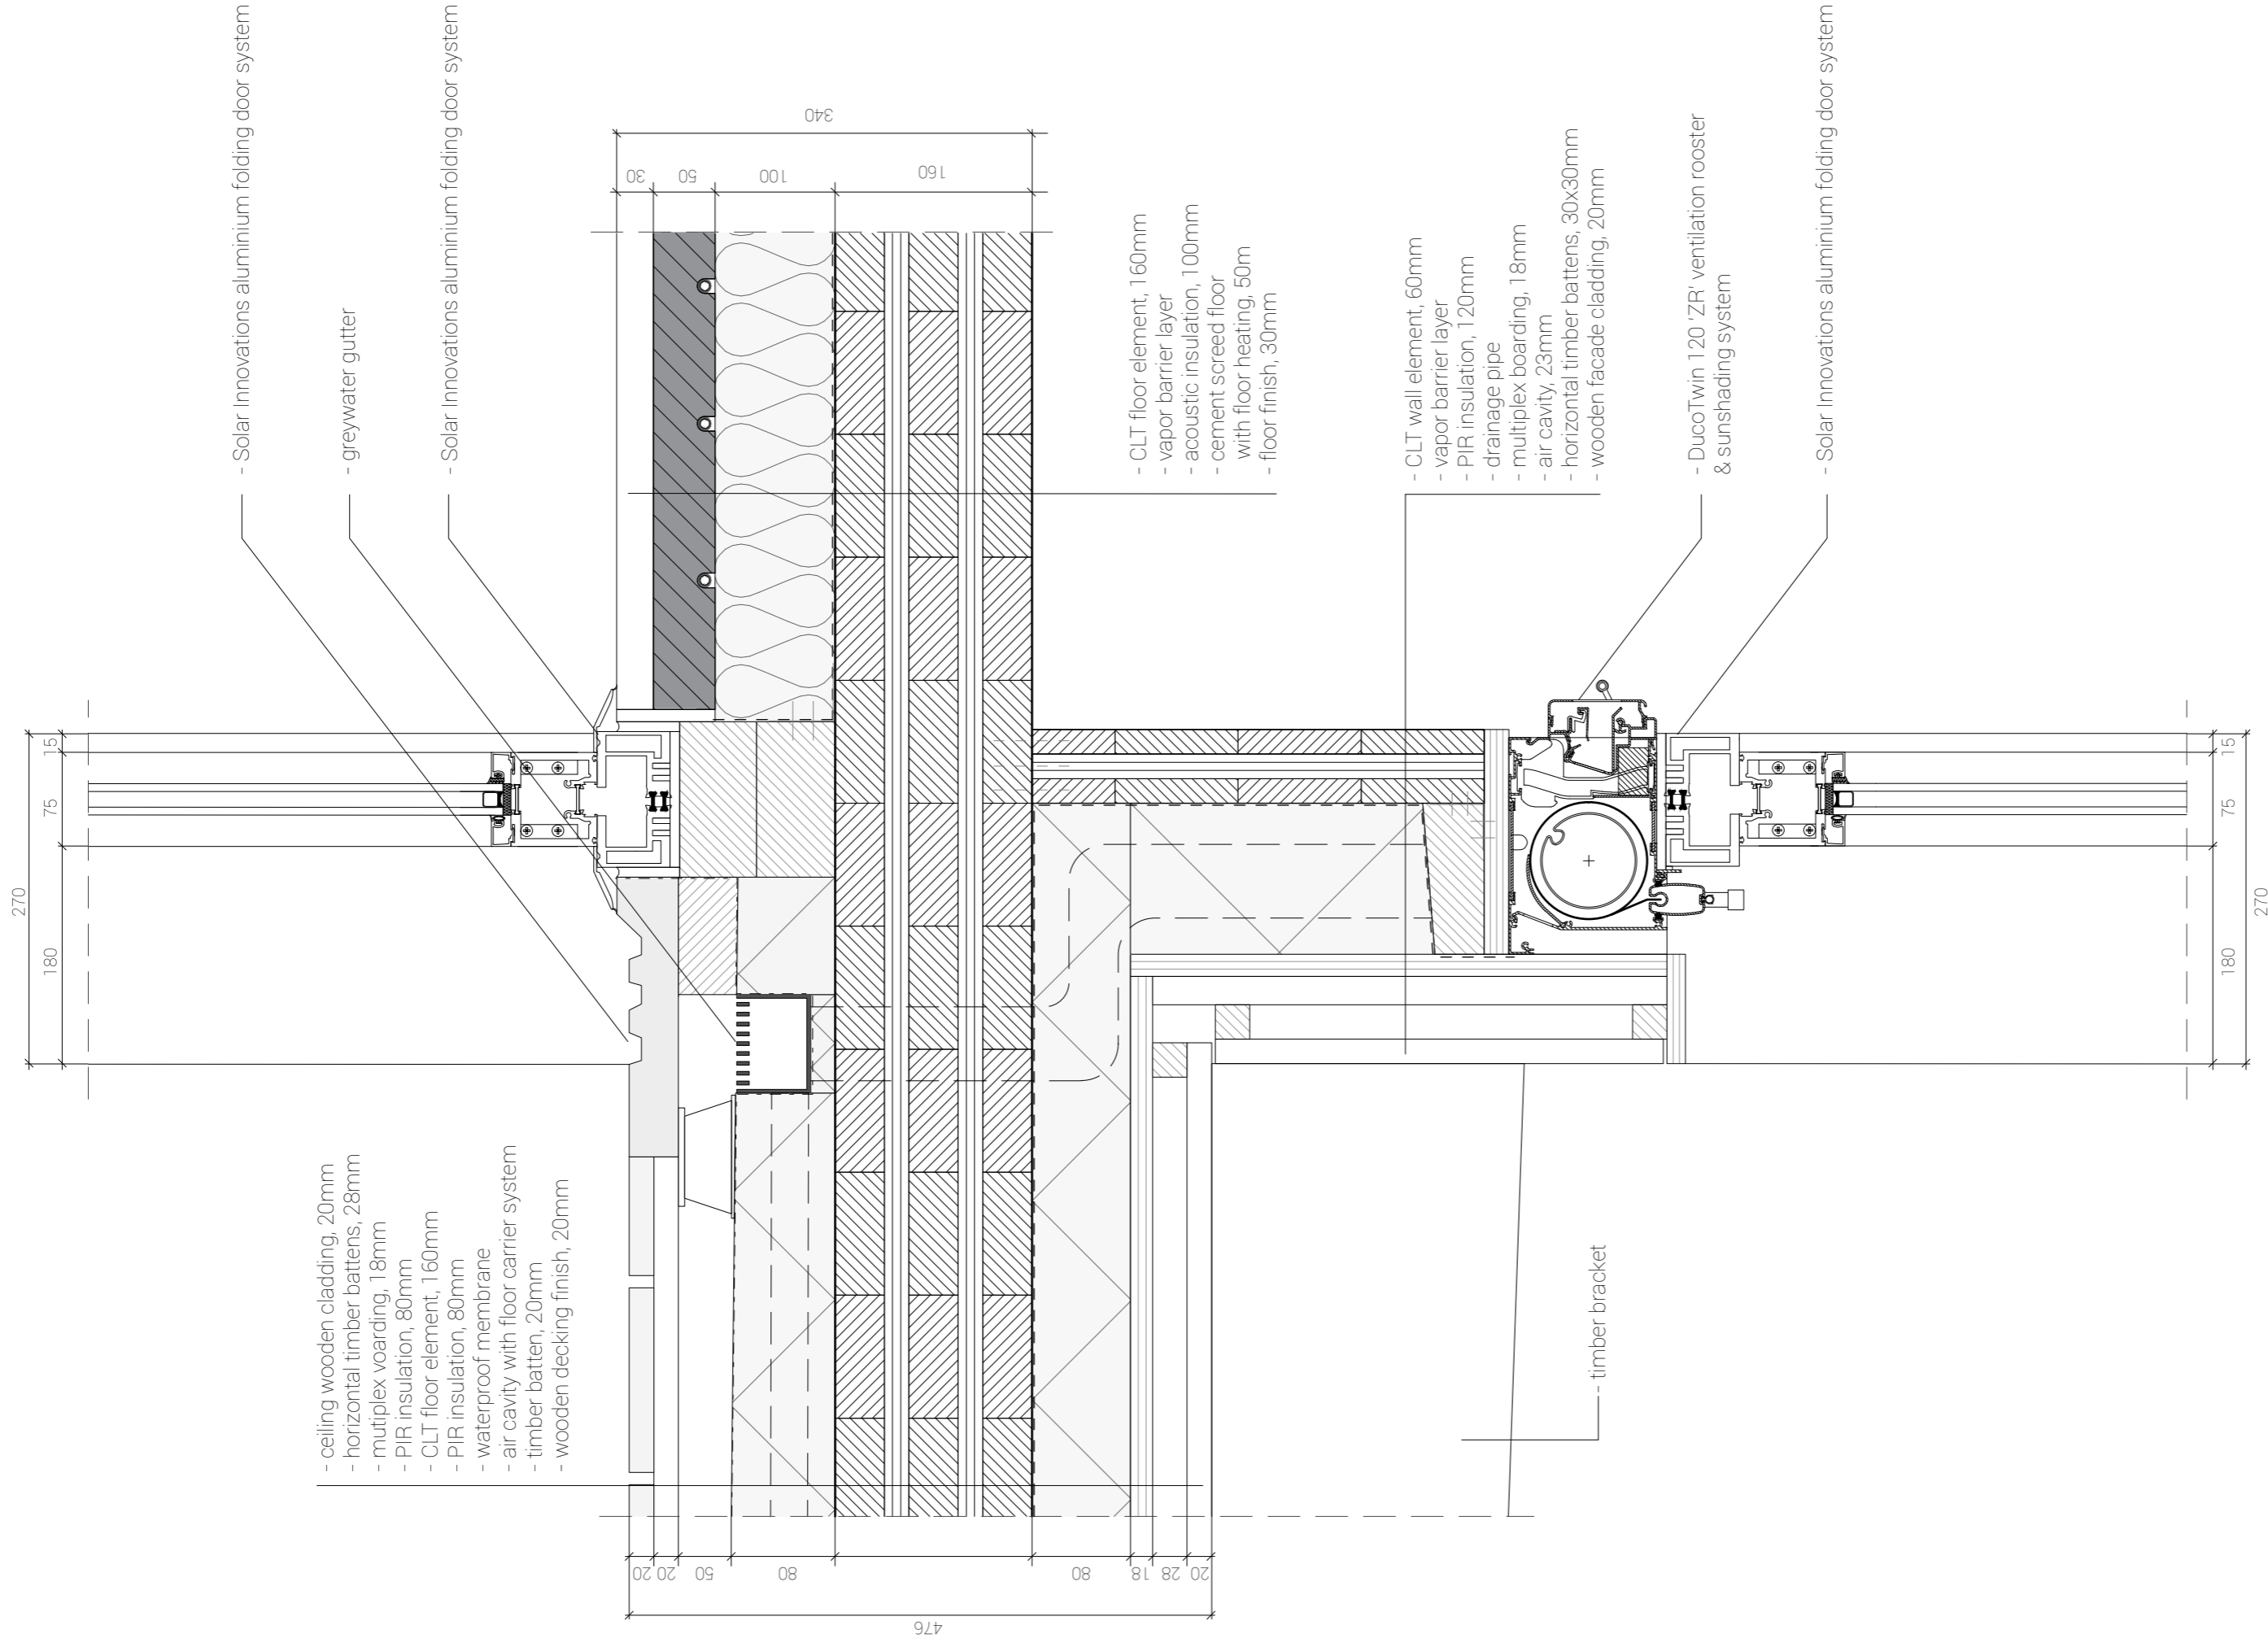 - Solar Innovations aluminium folding door system
- greywater gutter
- Solar Innovations aluminium folding door system
340
30
50
100
160
- CLT floor element, 160mm
- vapor barrier layer
- acoustic insulation, 100mm
- cement screed floor
with floor heating, 50m
- floor finish, 30mm
- CLT wall element, 60mm
- vapor barrier layer
- PIR insulation, 120mm
- drainage pipe
- multiplex boarding, 18mm
- air cavity, 23mm
- horizontal timber battens, 30x30mm
- wooden facade cladding, 20mm
- DucoTwin 120 'ZR' ventilation rooster
& sunshading system
- Solar Innovations aluminium folding door system
270
15
75
180
270
15
75
180
- ceiling wooden cladding, 20mm
- horizontal timber battens, 28mm
- mutiplex voarding, 18mm
- PIR insulation, 80mm
- CLT floor element, 160mm
- PIR insulation, 80mm
- waterproof membrane
- air cavity with floor carrier system
- timber batten, 20mm
- wooden decking finish, 20mm
- timber bracket
20
20
50
80
80
18
28
20
476